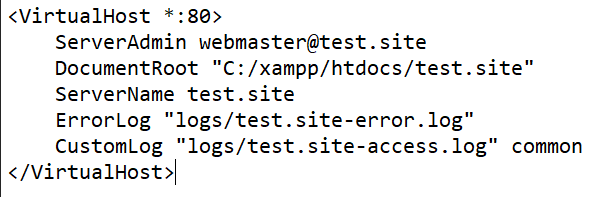 <VirtualHost *:80>
    ServerAdmin webmaster@test.site
    DocumentRoot "C:/xampp/htdocs/test.site"
    ServerName test.site
    ErrorLog "logs/test.site-error.log"
    CustomLog "logs/test.site-access.log" common
</VirtualHost>